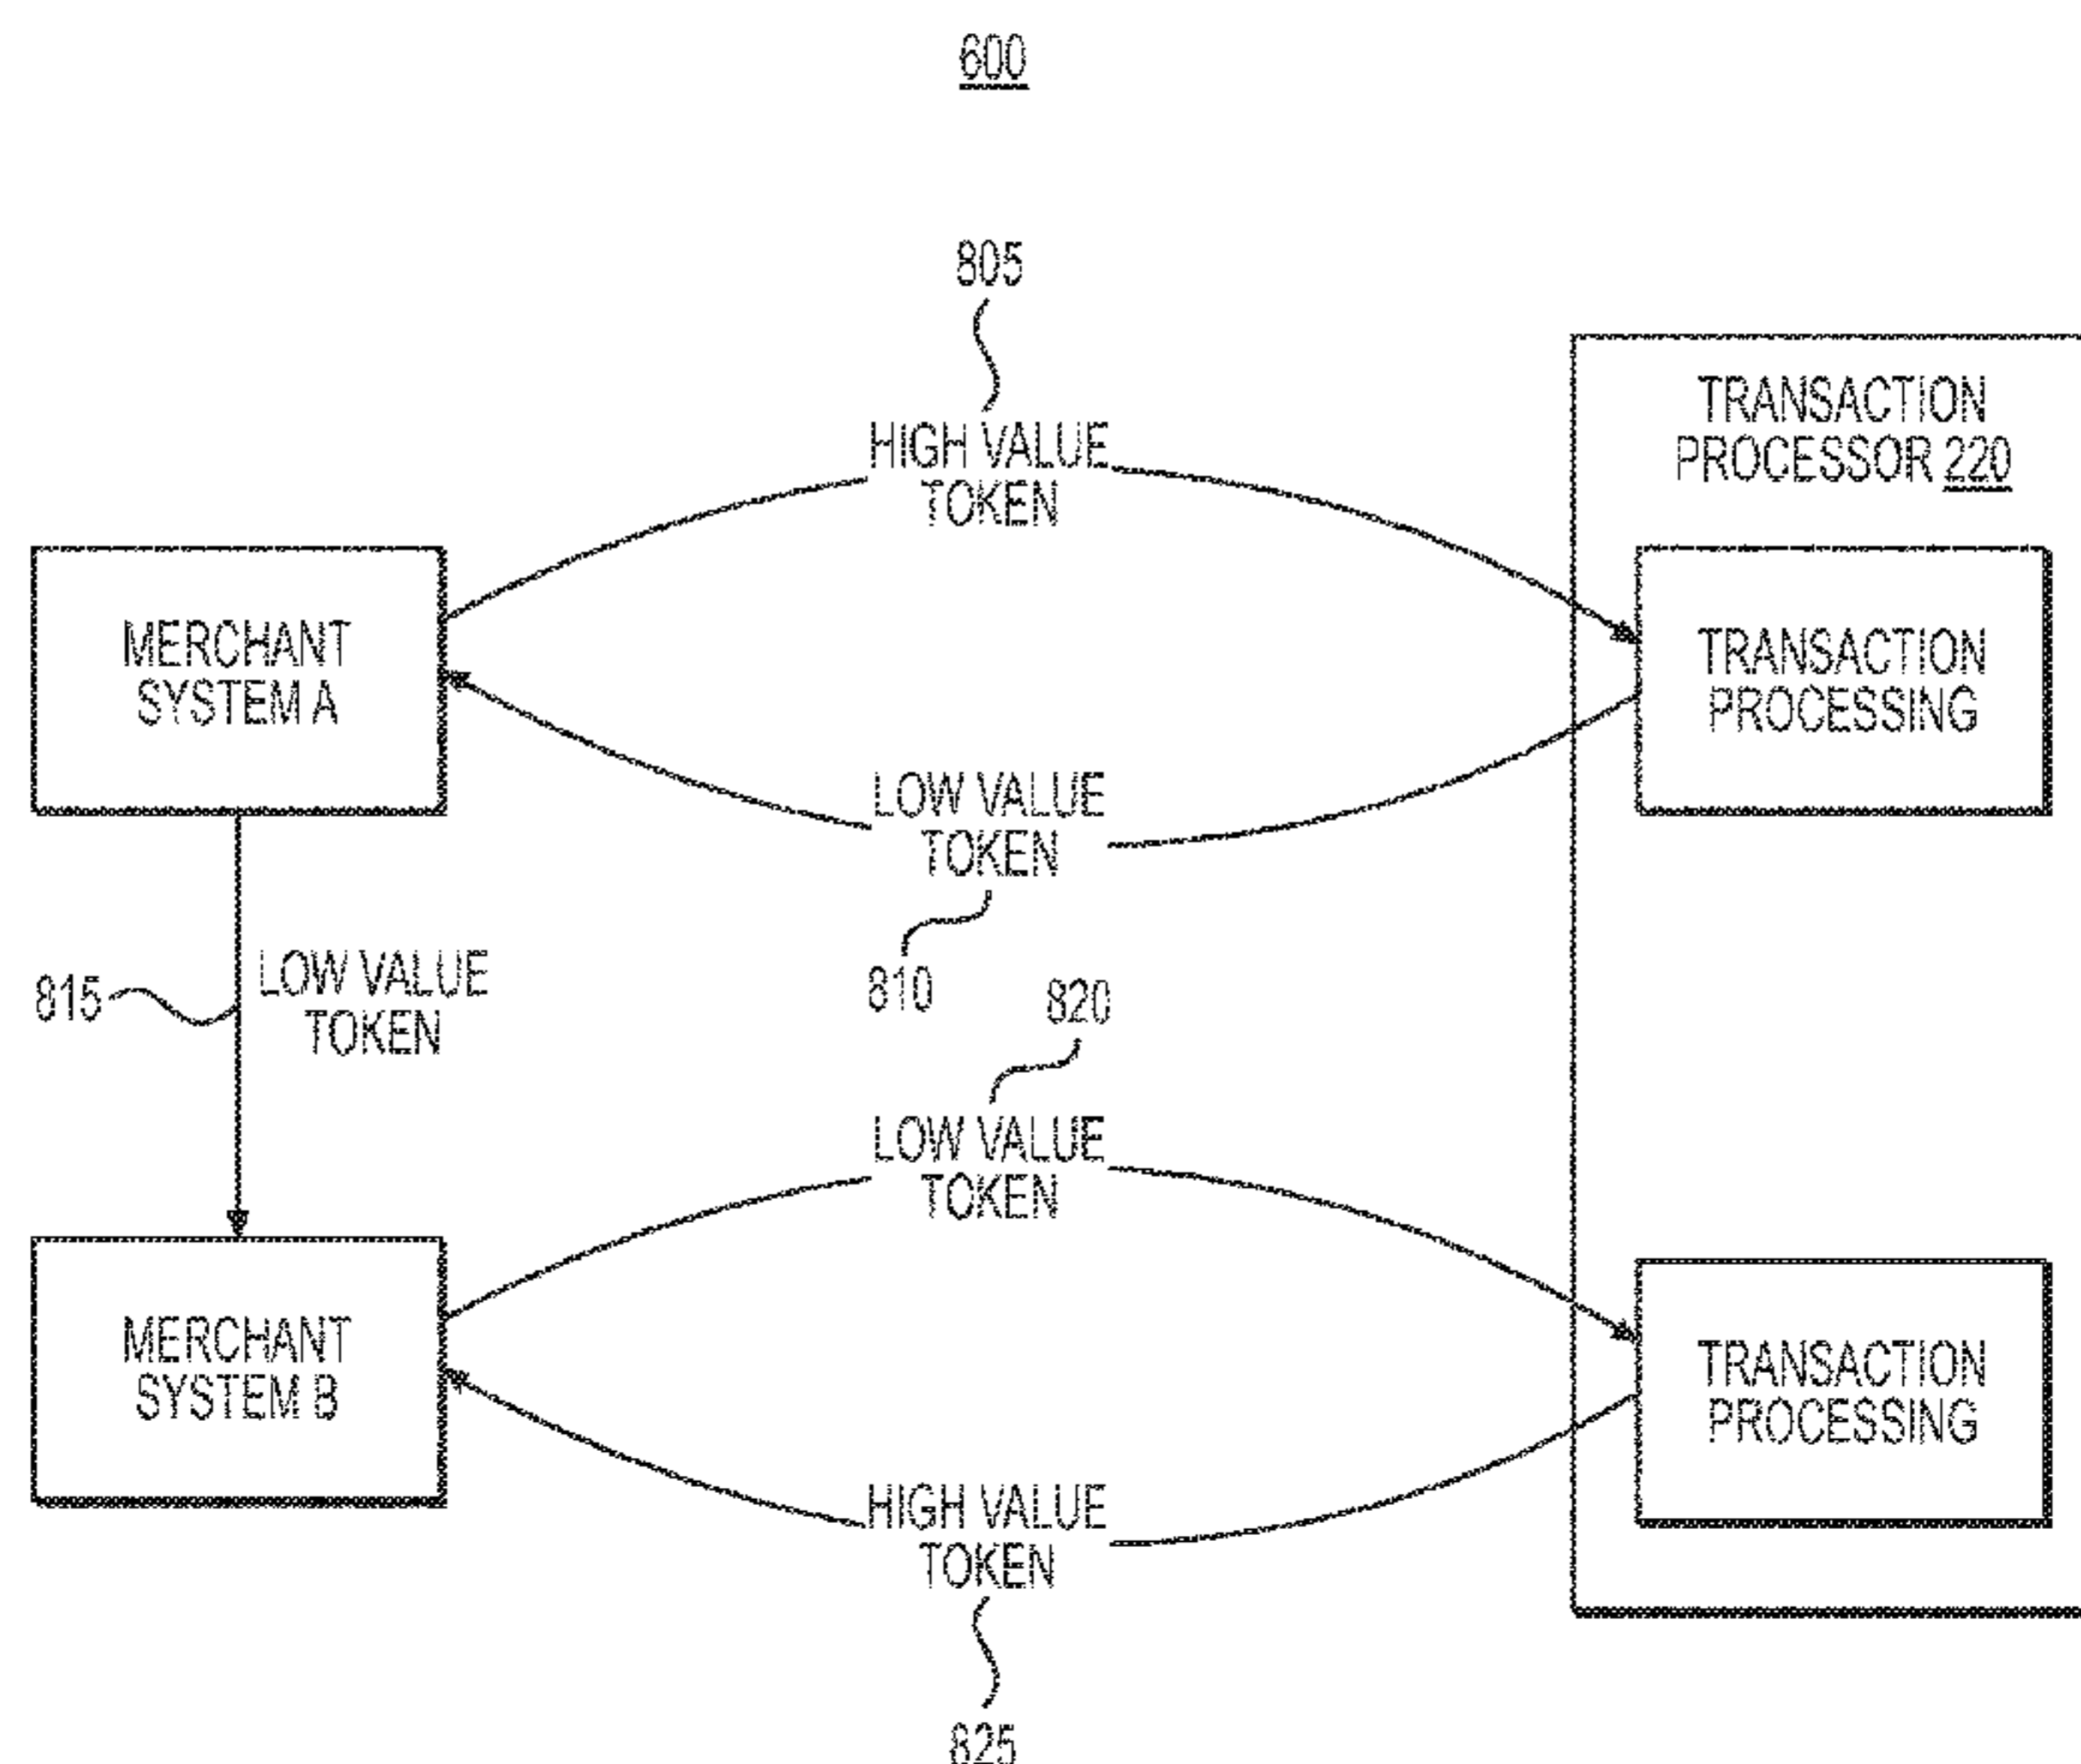 600
805
HIGH VALUE
TOKEN
TRANSACTION
PROCESSOR 220
MERCHANT
SYSTEM A
TRANSACTION
PROCESSING
LOW VALUE
TOKEN
810
815
LOW VALUE
TOKEN
820
LOW VALUE
TOKEN
MERCHANT
SYSTEM B
TRANSACTION
PROCESSING
HIGH VALUE
TOKEN
825